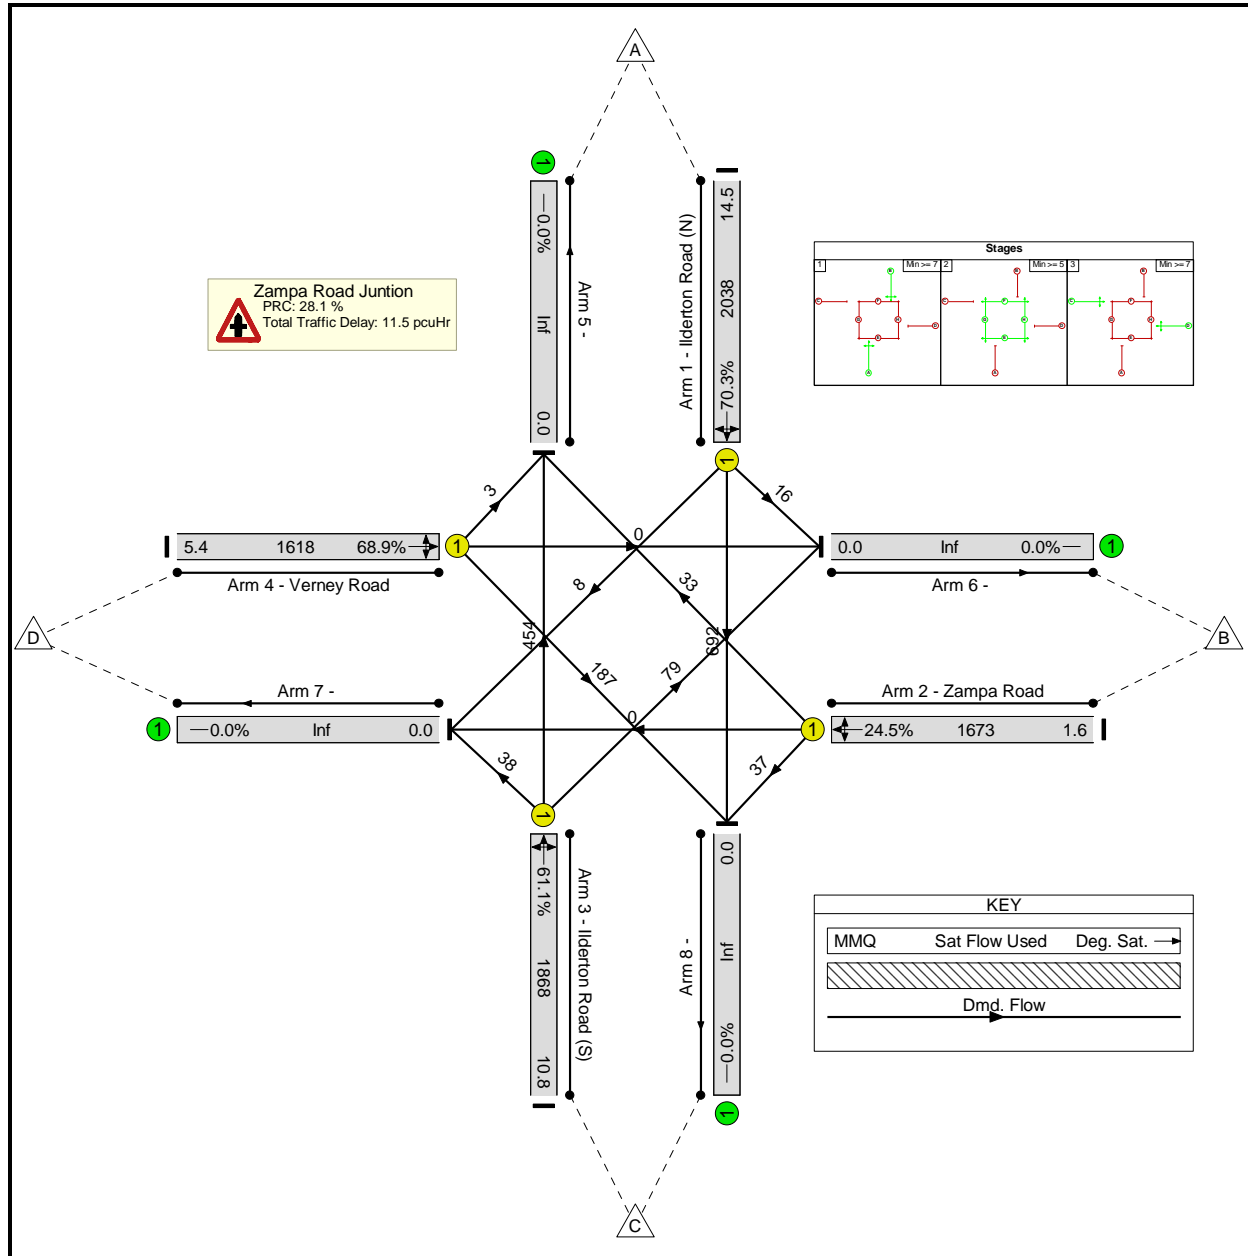 A
1
0.0%
Inf
0.0
Arm 5 -
14.5
2038
70.3%
Arm 1 - Ilderton Road (N)
1
Zampa Road Juntion
PRC: 28.1 %
Total Traffic Delay: 11.5 pcuHr
Stages
1
Min >= 7
2
Min >= 5
3
Min >= 7
3
16
0
5.4 1618 68.9%
1
Arm 4 - Verney Road
0.0 Inf 0.0%
1
Arm 6 -
8
33
454
692
D
B
187
79
Arm 7 -
1
0.0% Inf 0.0
0
Arm 2 - Zampa Road
1
24.5% 1673 1.6
38
37
1
61.1%
1868
10.8
Arm 3 - Ilderton Road (S)
0.0
Inf
0.0%
Arm 8 -
1
KEY
MMQ Sat Flow Used Deg. Sat.
Dmd. Flow
C